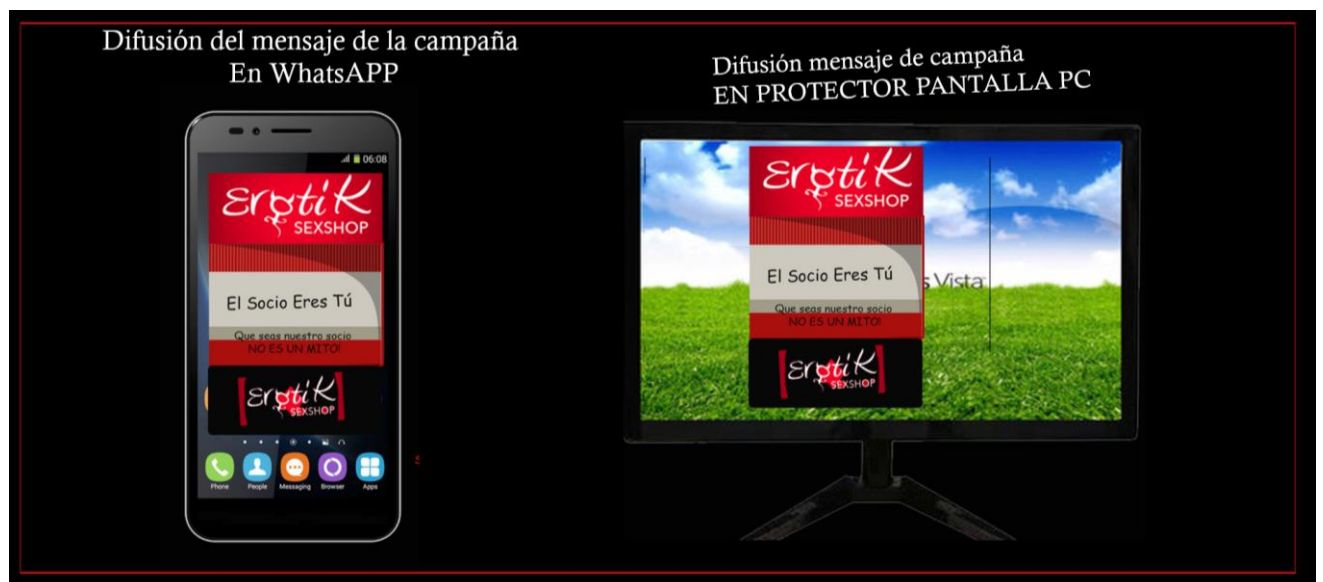 Difusión del mensaje de la campaña
En WhatsAPP
06:08
ErotiK
SEXSHOP
El Socio Eres Tú
Que seas nuestro socio
NO ES UN MITO!
ErotiK
SEXSHOP
Phone People Messaging Browser Apps
Difusión mensaje de campaña
EN PROTECTOR PANTALLA PC
ErotiK
SEXSHOP
El Socio Eres Tú
s Vista
Que seas nuestro socio
NO ES UN MITO!
ErotiK
SEXSHOP